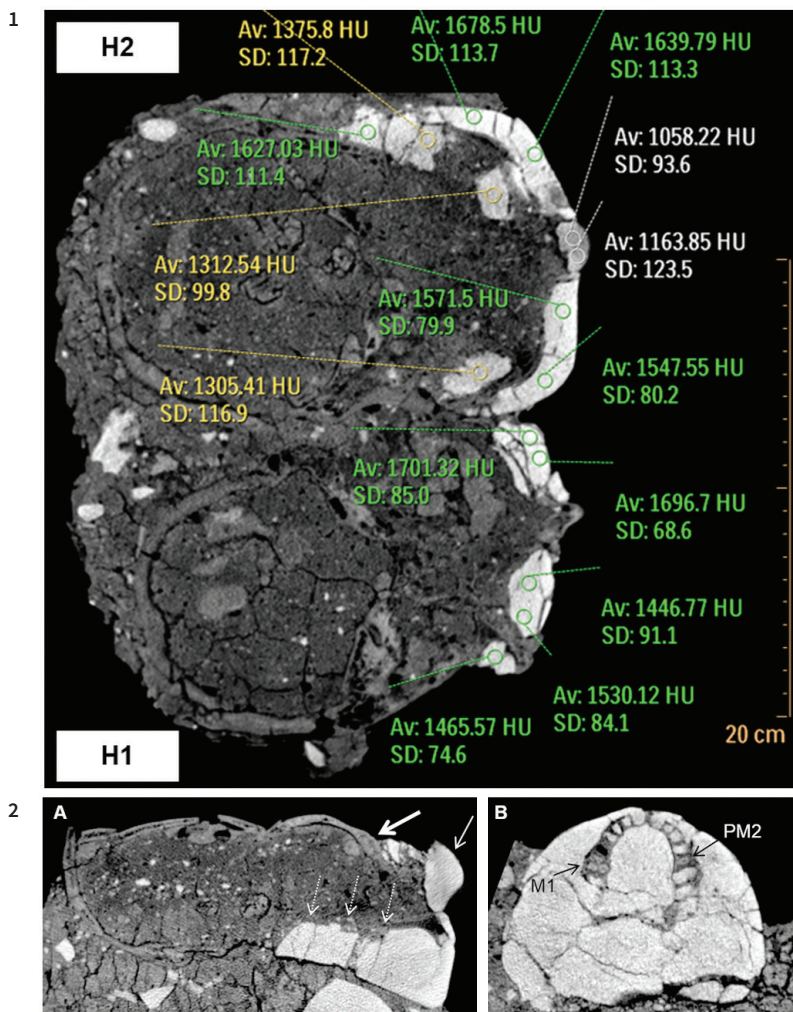 1
H2
Av: 1375.8 HU
SD: 117.2
Av: 1678.5 HU
SD: 113.7
Av: 1639.79 HU
SD: 113.3
Av: 1627.03 HU
SD: 111.4
Av: 1058.22 HU
SD: 93.6
Av: 1163.85 HU
SD: 123.5
Av: 1312.54 HU
SD: 99.8
Av: 1571.5 HU
SD: 79.9
Av: 1547.55 HU
SD: 80.2
Av: 1305.41 HU
SD: 116.9
Av: 1701.32 HU
SD: 85.0
Av: 1696.7 HU
SD: 68.6
Av: 1446.77 HU
SD: 91.1
Av: 1530.12 HU
SD: 84.1
Av: 1465.57 HU
SD: 74.6
20 cm
H1
2
A
B
PM2
M1